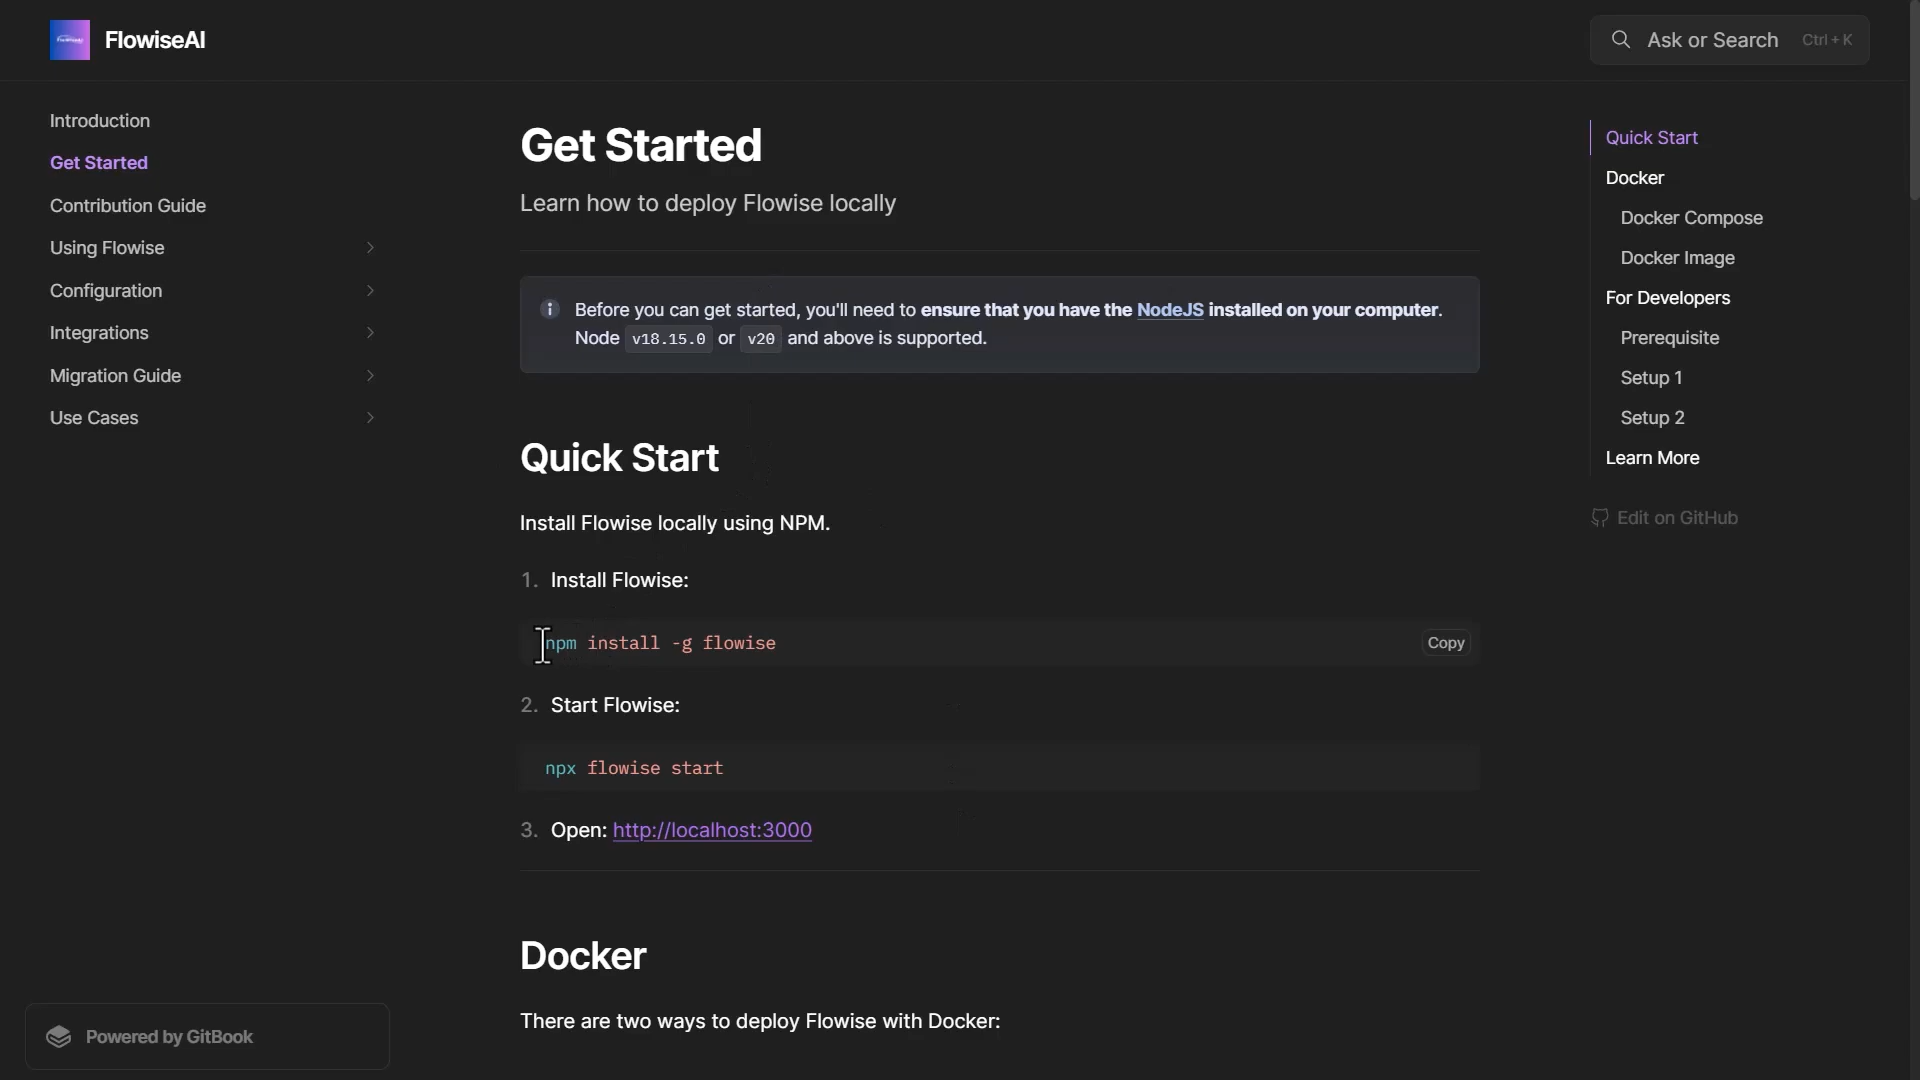 FlowiseAI
Ask or Search Ctrl + K
Introduction
Get Started
Contribution Guide
Using Flowise
Configuration
Integrations
Migration Guide
Use Cases
Powered by GitBook
Get Started
Learn how to deploy Flowise locally
Before you can get started, you'll need to ensure that you have the NodeJS installed on your computer.
Node v18.15.0 or v20 and above is supported.
Quick Start
Install Flowise locally using NPM.
1. Install Flowise:
npm install -g flowise
Copy
2. Start Flowise:
npx flowise start
3. Open: http://localhost:3000
Docker
There are two ways to deploy Flowise with Docker:
Quick Start
Docker
Docker Compose
Docker Image
For Developers
Prerequisite
Setup 1
Setup 2
Learn More
Edit on GitHub